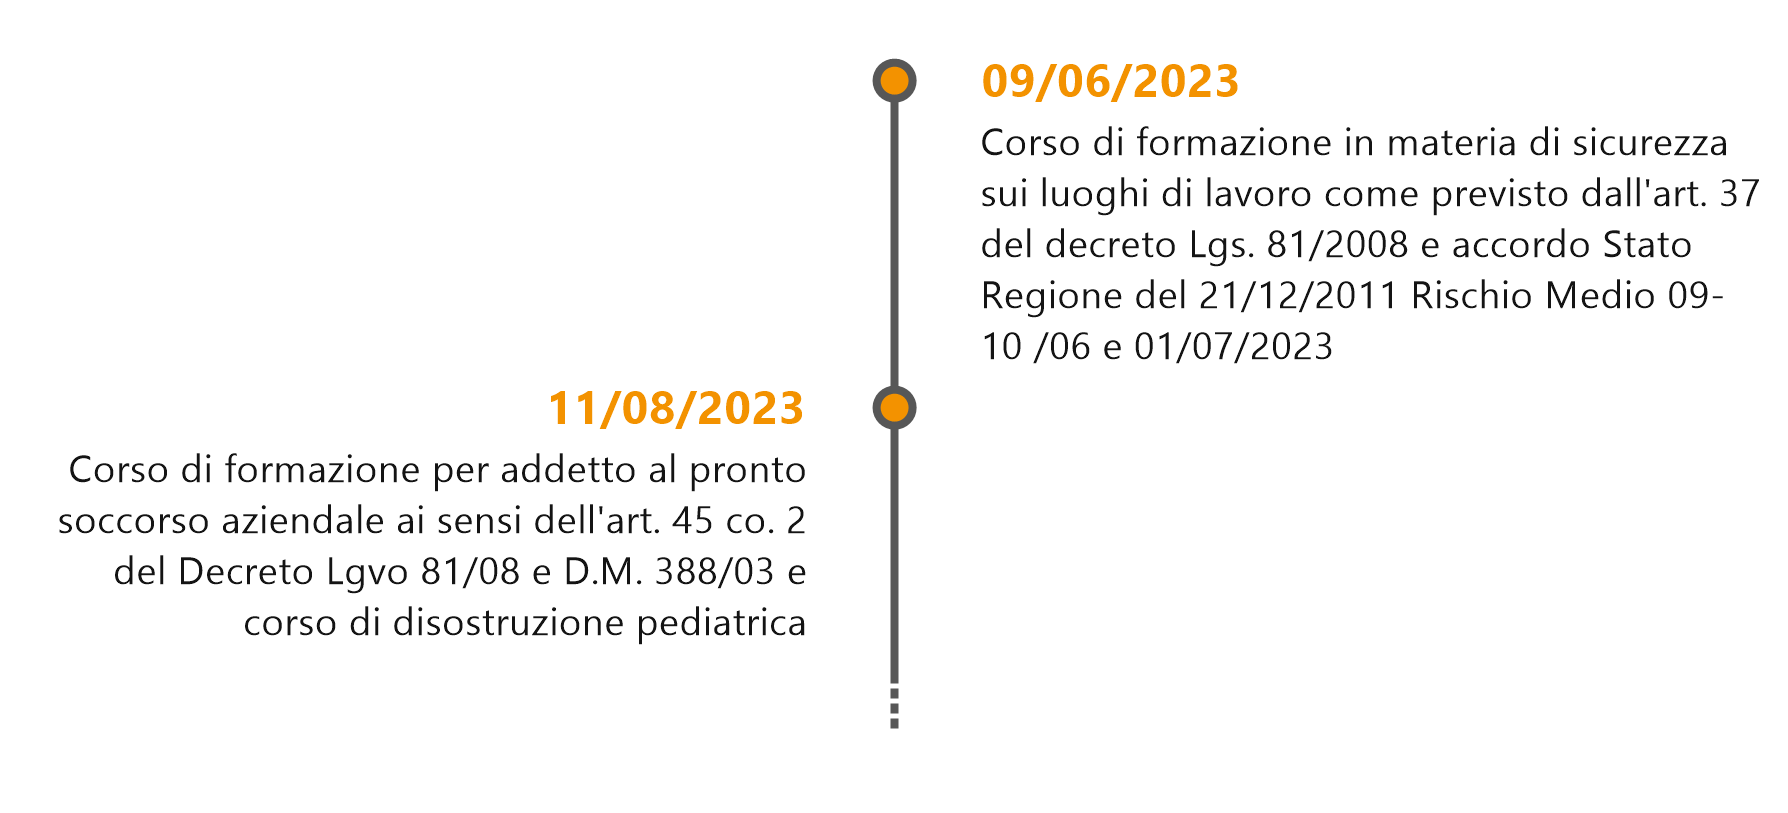 09/06/2023
Corso di formazione in materia di sicurezza
sui luoghi di lavoro come previsto dall'art. 37
del decreto Lgs. 81/2008 e accordo Stato
Regione del 21/12/2011 Rischio Medio 09-
10 /06 e 01/07/2023
11/08/2023
Corso di formazione per addetto al pronto
soccorso aziendale ai sensi dell'art. 45 co. 2
del Decreto Lgvo 81/08 e D.M. 388/03 e
corso di disostruzione pediatrica